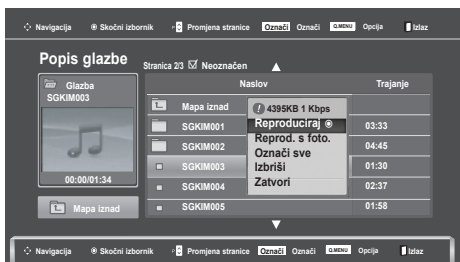 Navigacija Skočni izbornik P Promjena stranice Označi Označi Q.MENU Opcija Izlaz
Popis glazbe Stranica 2/3 Neoznačen
Glazba
SGKIM003
00:00/01:34
Mapa iznad
Naslov Trajanje
Mapa iznad
SGKIM001 03:33
SGKIM002 04:45
SGKIM003 01:30
SGKIM004 02:37
SGKIM005 01:58
4395KB 1 Kbps
Reproduciraj
Reprod. s foto.
Označi sve
Izbriši
Zatvori
Navigacija Skočni izbornik P Promjena stranice Označi Označi Q.MENU Opcija Izlaz